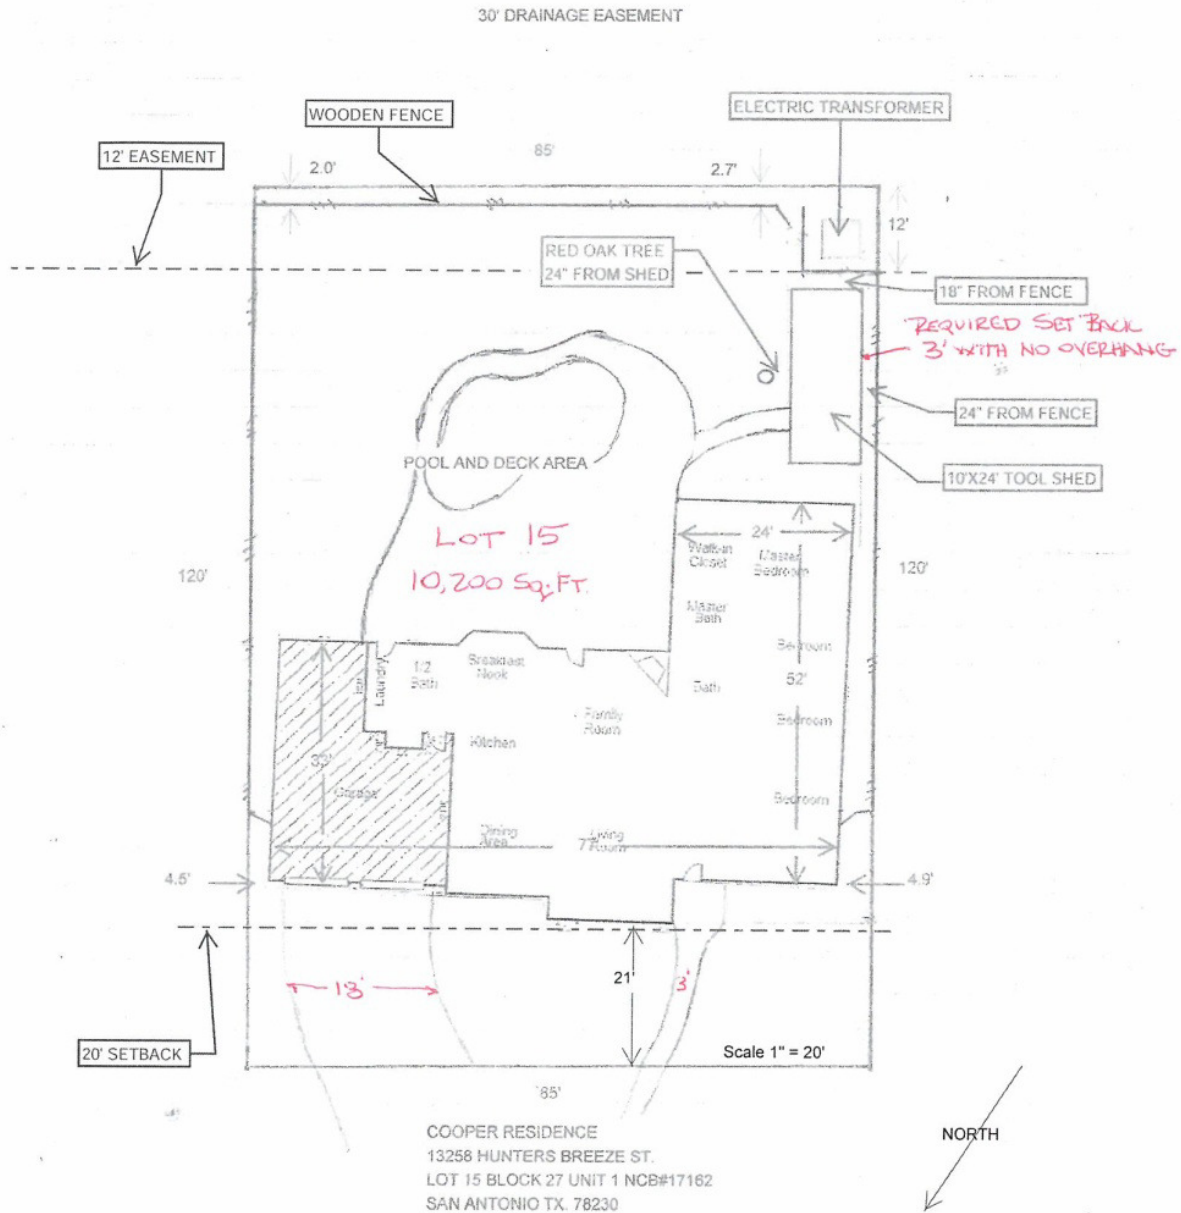 30' DRAINAGE EASEMENT
WOODEN FENCE
ELECTRIC TRANSFORMER
12' EASEMENT
85'
2.0'
2.7'
12'
RED OAK TREE
24" FROM SHED
18" FROM FENCE
REQUIRED SET BACK
3' WITH NO OVERHANG
24" FROM FENCE
POOL AND DECK AREA
10'X24' TOOL SHED
LOT 15
10,200 Sq. FT.
24'
Walk-in
Closet
Master
Bedroom
120'
120'
Master
Bath
Bedroom
Breakfast
Nook
1/2
Bath
Laundry
Bath
52'
Family
Room
Bedroom
Kitchen
33'
Garage
Bedroom
Dining
Area
Living
Room
4.5'
4.9'
21'
13'
3'
20' SETBACK
Scale 1" = 20'
85'
COOPER RESIDENCE
13258 HUNTERS BREEZE ST.
LOT 15 BLOCK 27 UNIT 1 NCB#17162
SAN ANTONIO TX. 78230
NORTH